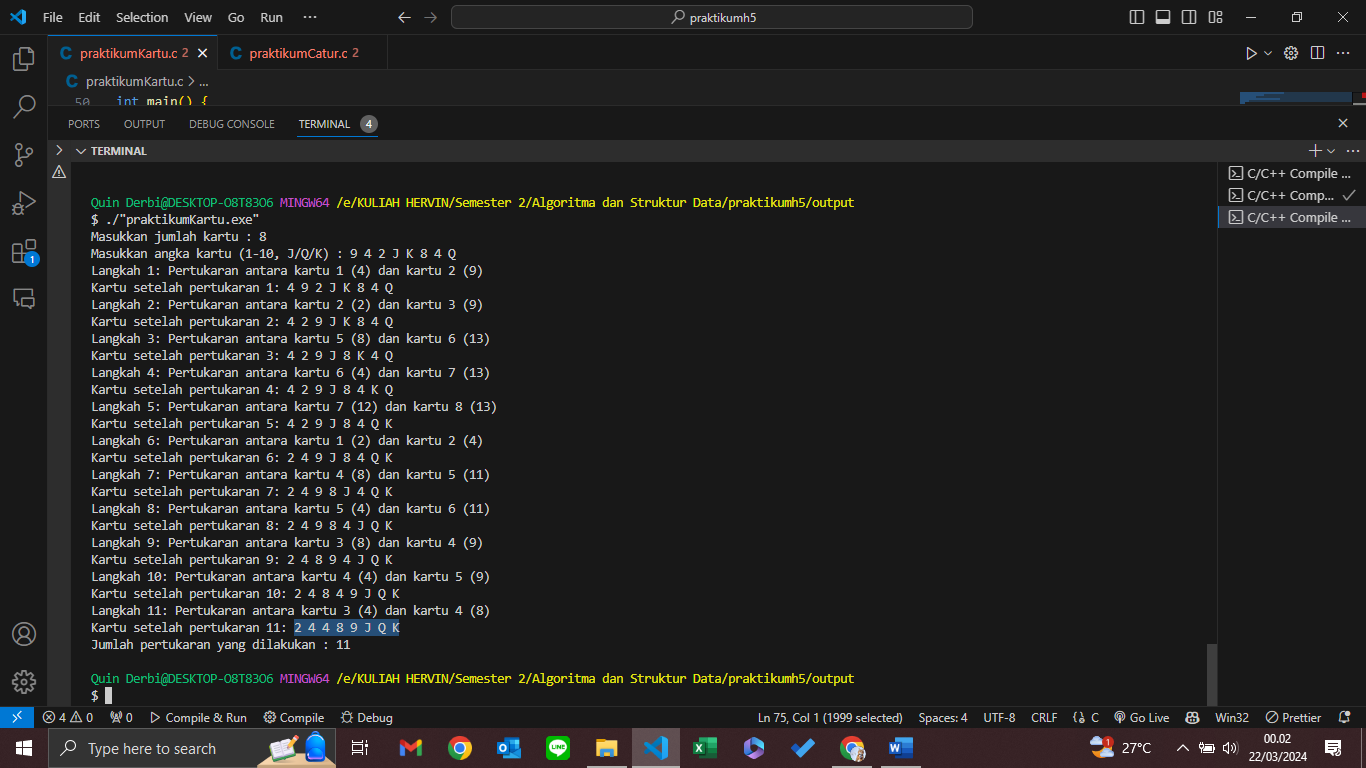 File Edit Selection View Go Run ··· praktikumh5
praktikumKartu.c 2 praktikumCatur.c 2
praktikumKartu.c > ...
50 int main() {
PORTS OUTPUT DEBUG CONSOLE TERMINAL 4
TERMINAL
C/C++ Compile ...
C/C++ Comp...
C/C++ Compile ...
Quin Derbi@DESKTOP-O8T83O6 MINGW64 /e/KULIAH HERVIN/Semester 2/Algoritma dan Struktur Data/praktikumh5/output
$ ./"praktikumKartu.exe"
Masukkan jumlah kartu : 8
Masukkan angka kartu (1-10, J/Q/K) : 9 4 2 J K 8 4 Q
Langkah 1: Pertukaran antara kartu 1 (4) dan kartu 2 (9)
Kartu setelah pertukaran 1: 4 9 2 J K 8 4 Q
Langkah 2: Pertukaran antara kartu 2 (2) dan kartu 3 (9)
Kartu setelah pertukaran 2: 4 2 9 J K 8 4 Q
Langkah 3: Pertukaran antara kartu 5 (8) dan kartu 6 (13)
Kartu setelah pertukaran 3: 4 2 9 J 8 K 4 Q
Langkah 4: Pertukaran antara kartu 6 (4) dan kartu 7 (13)
Kartu setelah pertukaran 4: 4 2 9 J 8 4 K Q
Langkah 5: Pertukaran antara kartu 7 (12) dan kartu 8 (13)
Kartu setelah pertukaran 5: 4 2 9 J 8 4 Q K
Langkah 6: Pertukaran antara kartu 1 (2) dan kartu 2 (4)
Kartu setelah pertukaran 6: 2 4 9 J 8 4 Q K
Langkah 7: Pertukaran antara kartu 4 (8) dan kartu 5 (11)
Kartu setelah pertukaran 7: 2 4 9 8 J 4 Q K
Langkah 8: Pertukaran antara kartu 5 (4) dan kartu 6 (11)
Kartu setelah pertukaran 8: 2 4 9 8 4 J Q K
Langkah 9: Pertukaran antara kartu 3 (8) dan kartu 4 (9)
Kartu setelah pertukaran 9: 2 4 8 9 4 J Q K
Langkah 10: Pertukaran antara kartu 4 (4) dan kartu 5 (9)
Kartu setelah pertukaran 10: 2 4 8 4 9 J Q K
Langkah 11: Pertukaran antara kartu 3 (4) dan kartu 4 (8)
Kartu setelah pertukaran 11: 2 4 4 8 9 J Q K
Jumlah pertukaran yang dilakukan : 11
Quin Derbi@DESKTOP-O8T83O6 MINGW64 /e/KULIAH HERVIN/Semester 2/Algoritma dan Struktur Data/praktikumh5/output
$
1
4 0 0 Compile & Run Compile Debug Ln 75, Col 1 (1999 selected) Spaces: 4 UTF-8 CRLF {} C Go Live Win32 Prettier
Type here to search LINE 27°C 00.02
22/03/2024